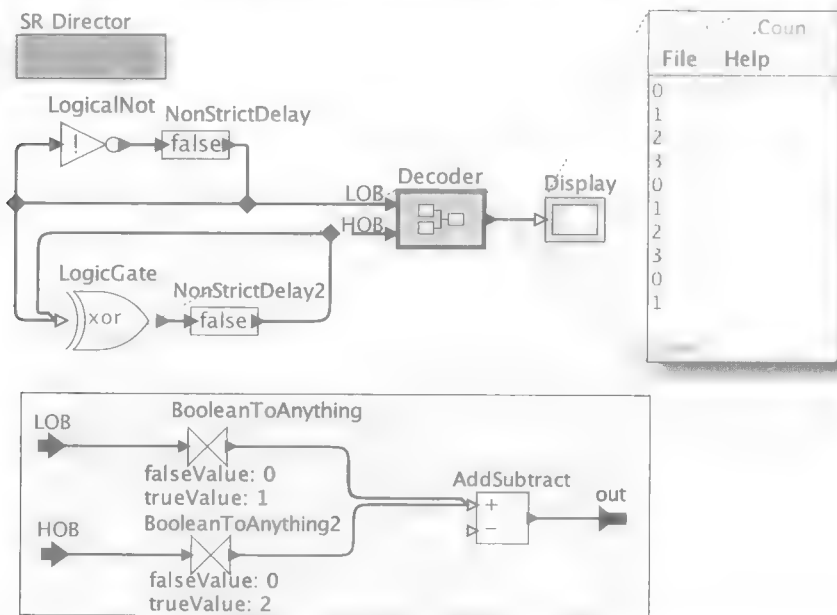 SR Director
LogicalNot
!
NonStrictDelay
false
LOB
HOB
Decoder
Display
LogicGate
xor
NonStrictDelay2
false
.Coun
File Help
0
1
2
3
0
1
2
3
0
1
LOB
BooleanToAnything
falseValue: 0
trueValue: 1
HOB
BooleanToAnything2
falseValue: 0
trueValue: 2
AddSubtract
+
−
out